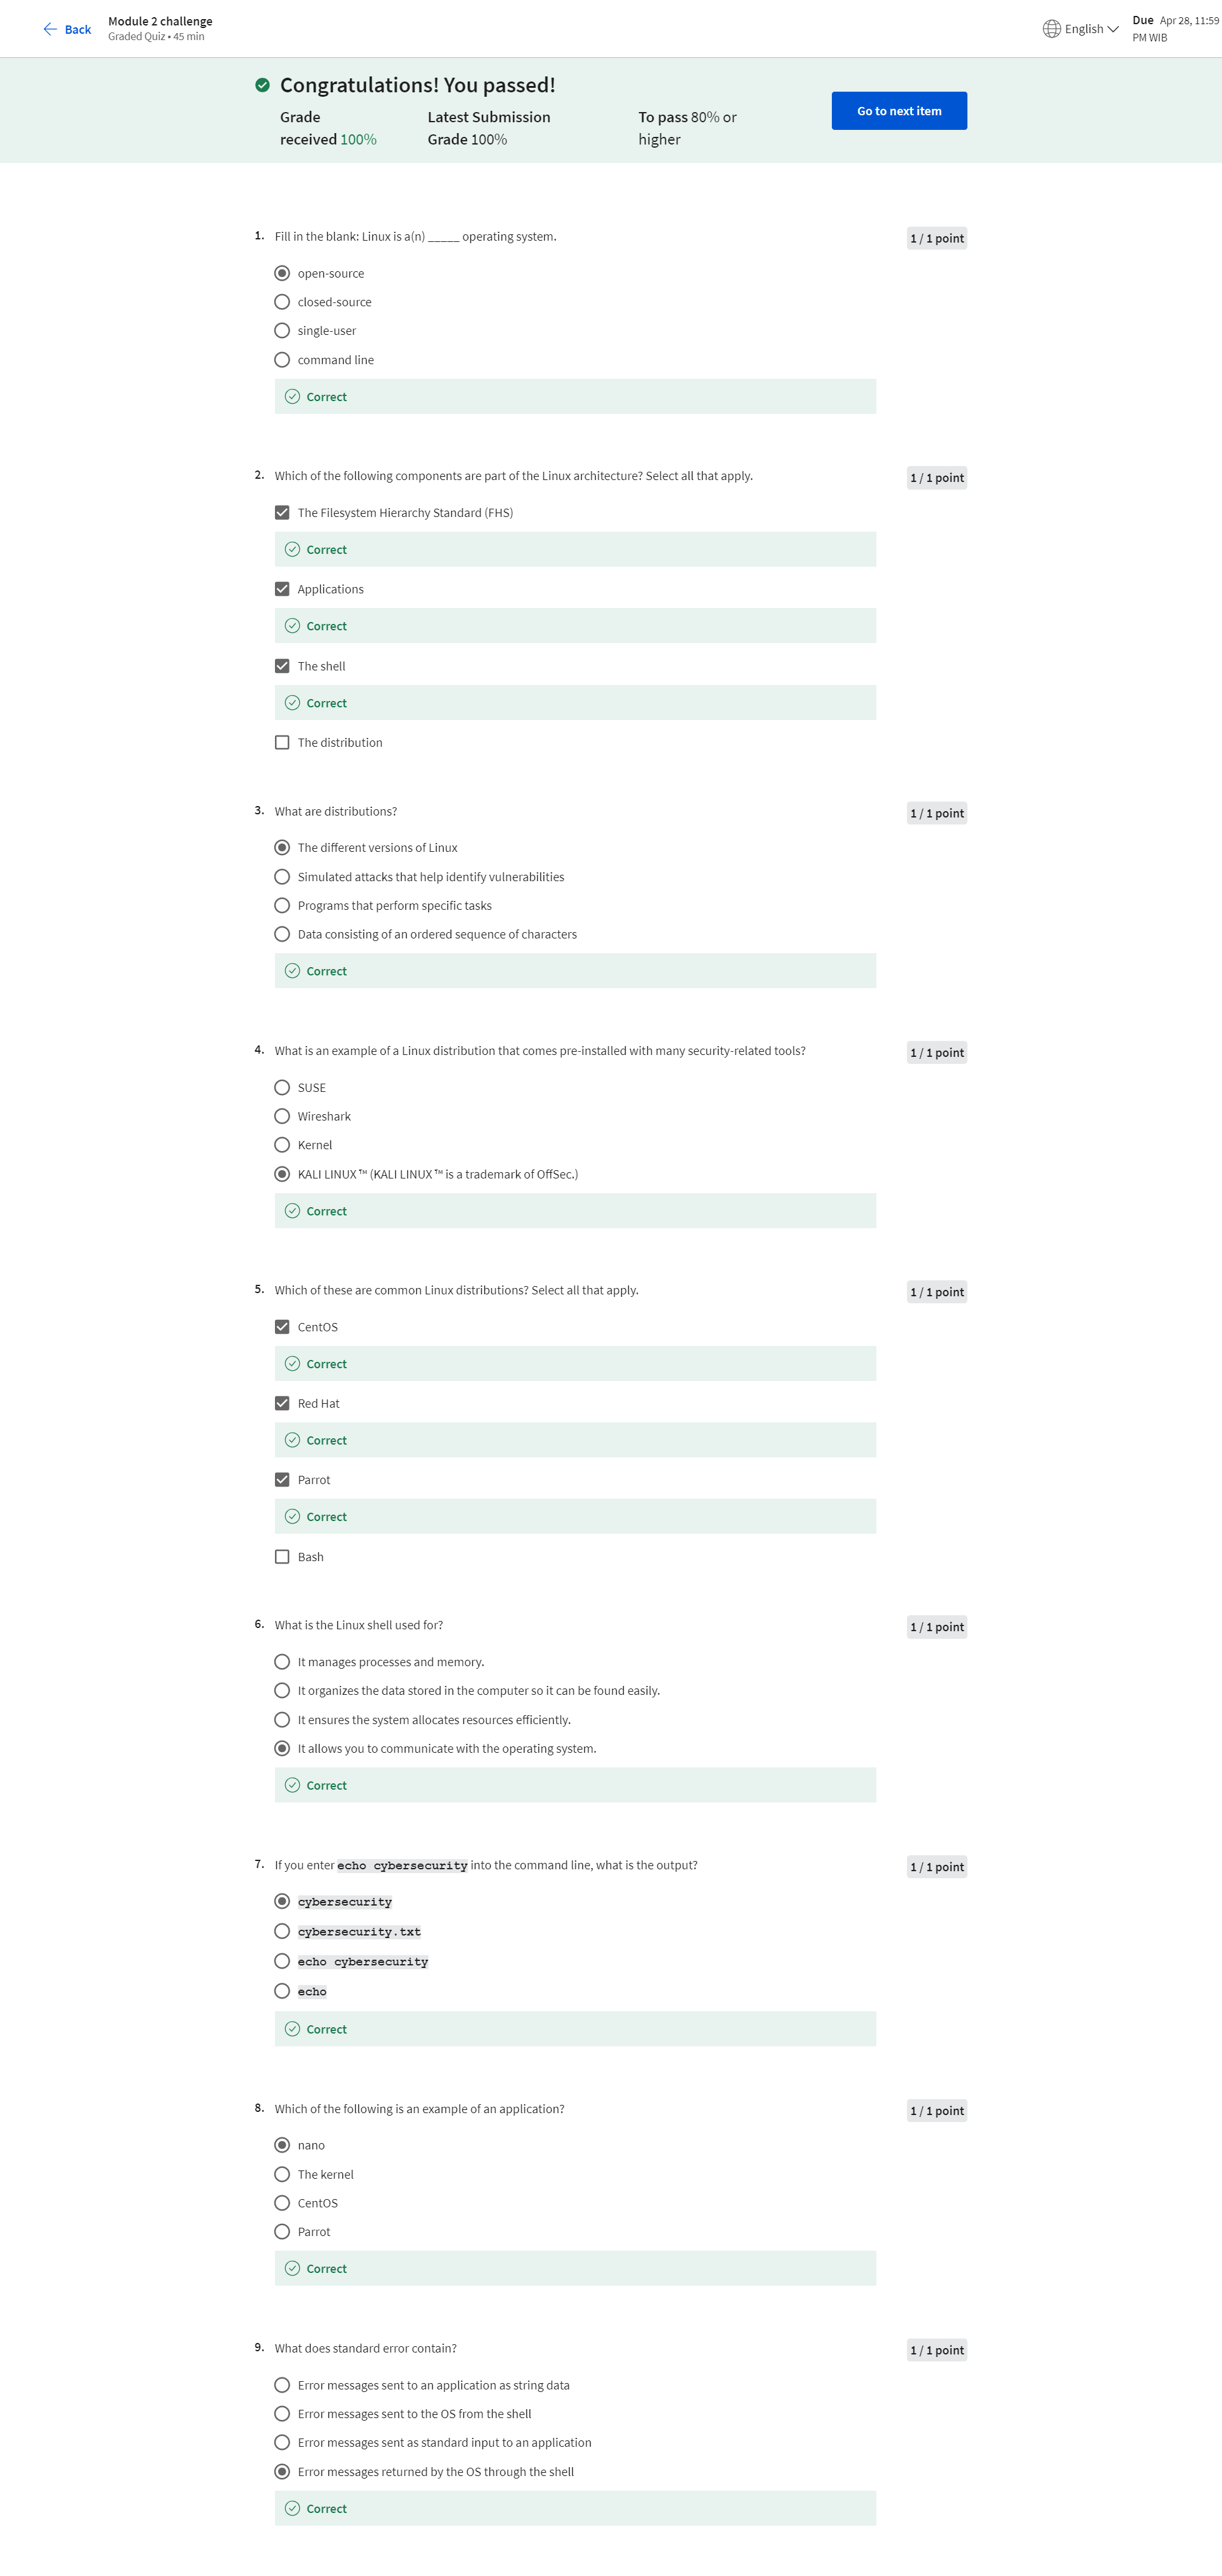 Back
Module 2 challenge
Graded Quiz • 45 min
English
Due Apr 28, 11:59
PM WIB
Congratulations! You passed!
Grade
received 100%
Latest Submission
Grade 100%
To pass 80% or
higher
Go to next item
1. Fill in the blank: Linux is a(n) _____ operating system.
1 / 1 point
open-source
closed-source
single-user
command line
Correct
2. Which of the following components are part of the Linux architecture? Select all that apply.
1 / 1 point
The Filesystem Hierarchy Standard (FHS)
Correct
Applications
Correct
The shell
Correct
The distribution
3. What are distributions?
1 / 1 point
The different versions of Linux
Simulated attacks that help identify vulnerabilities
Programs that perform specific tasks
Data consisting of an ordered sequence of characters
Correct
4. What is an example of a Linux distribution that comes pre-installed with many security-related tools?
1 / 1 point
SUSE
Wireshark
Kernel
KALI LINUX ™ (KALI LINUX ™ is a trademark of OffSec.)
Correct
5. Which of these are common Linux distributions? Select all that apply.
1 / 1 point
CentOS
Correct
Red Hat
Correct
Parrot
Correct
Bash
6. What is the Linux shell used for?
1 / 1 point
It manages processes and memory.
It organizes the data stored in the computer so it can be found easily.
It ensures the system allocates resources efficiently.
It allows you to communicate with the operating system.
Correct
7. If you enter echo cybersecurity into the command line, what is the output?
1 / 1 point
cybersecurity
cybersecurity.txt
echo cybersecurity
echo
Correct
8. Which of the following is an example of an application?
1 / 1 point
nano
The kernel
CentOS
Parrot
Correct
9. What does standard error contain?
1 / 1 point
Error messages sent to an application as string data
Error messages sent to the OS from the shell
Error messages sent as standard input to an application
Error messages returned by the OS through the shell
Correct